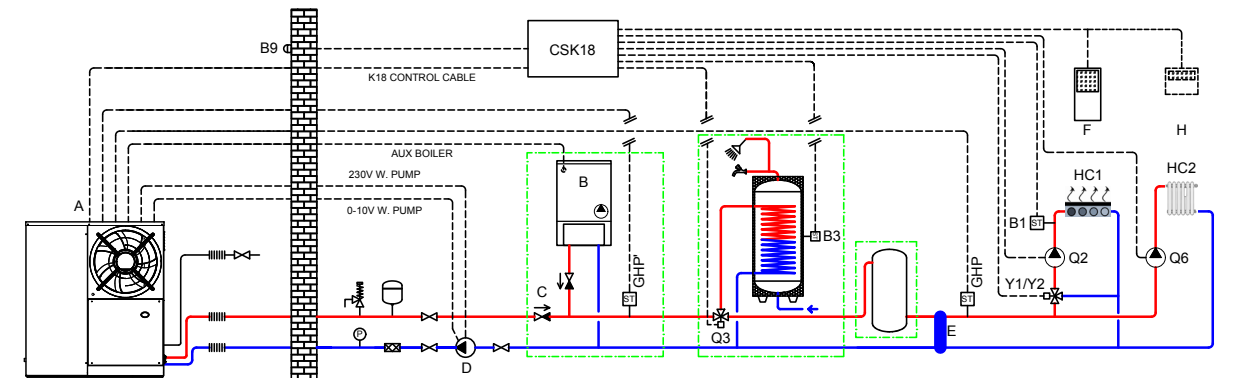 B9
CSK18
K18 CONTROL CABLE
F
H
AUX BOILER
230V W. PUMP
0-10V W. PUMP
A
B
HC1
HC2
B1
ST
ST
B3
GHP'
GHP
ST
ST
Q2
Q6
Y1/Y2
C
P
D
Q3
E